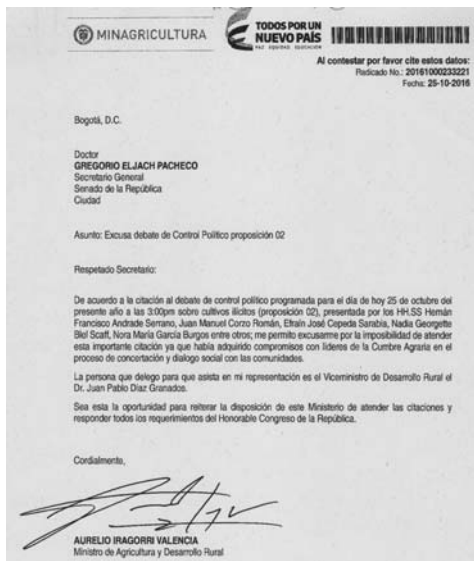 MINAGRICULTURA
TODOS POR UN
NUEVO PAÍS
PAZ EQUIDAD EDUCACIÓN
Al contestar por favor cite estos datos:
Radicado No.: 20161000233221
Fecha: 25-10-2016
Bogotá, D.C.
Doctor
GREGORIO ELJACH PACHECO
Secretario General
Senado de la República
Ciudad
Asunto: Excusa debate de Control Político proposición 02
Respetado Secretario:
De acuerdo a la citación al debate de control político programada para el día de hoy 25 de octubre del
presente año a las 3:00pm sobre cultivos ilícitos (proposición 02), presentada por los HH.SS Hernán
Francisco Andrade Serrano, Juan Manuel Corzo Román, Efraín José Cepeda Sarabia, Nadia Georgette
Blel Scaff, Nora María García Burgos entre otros; me permito excusarme por la imposibilidad de atender
esta importante citación ya que había adquirido compromisos con líderes de la Cumbre Agraria en el
proceso de concertación y dialogo social con las comunidades.
La persona que delego para que asista en mi representación es el Viceministro de Desarrollo Rural el
Dr. Juan Pablo Díaz Granados.
Sea esta la oportunidad para reiterar la disposición de este Ministerio de atender las citaciones y
responder todos los requerimientos del Honorable Congreso de la República.
Cordialmente,
AURELIO IRAGORRI VALENCIA
Ministro de Agricultura y Desarrollo Rural